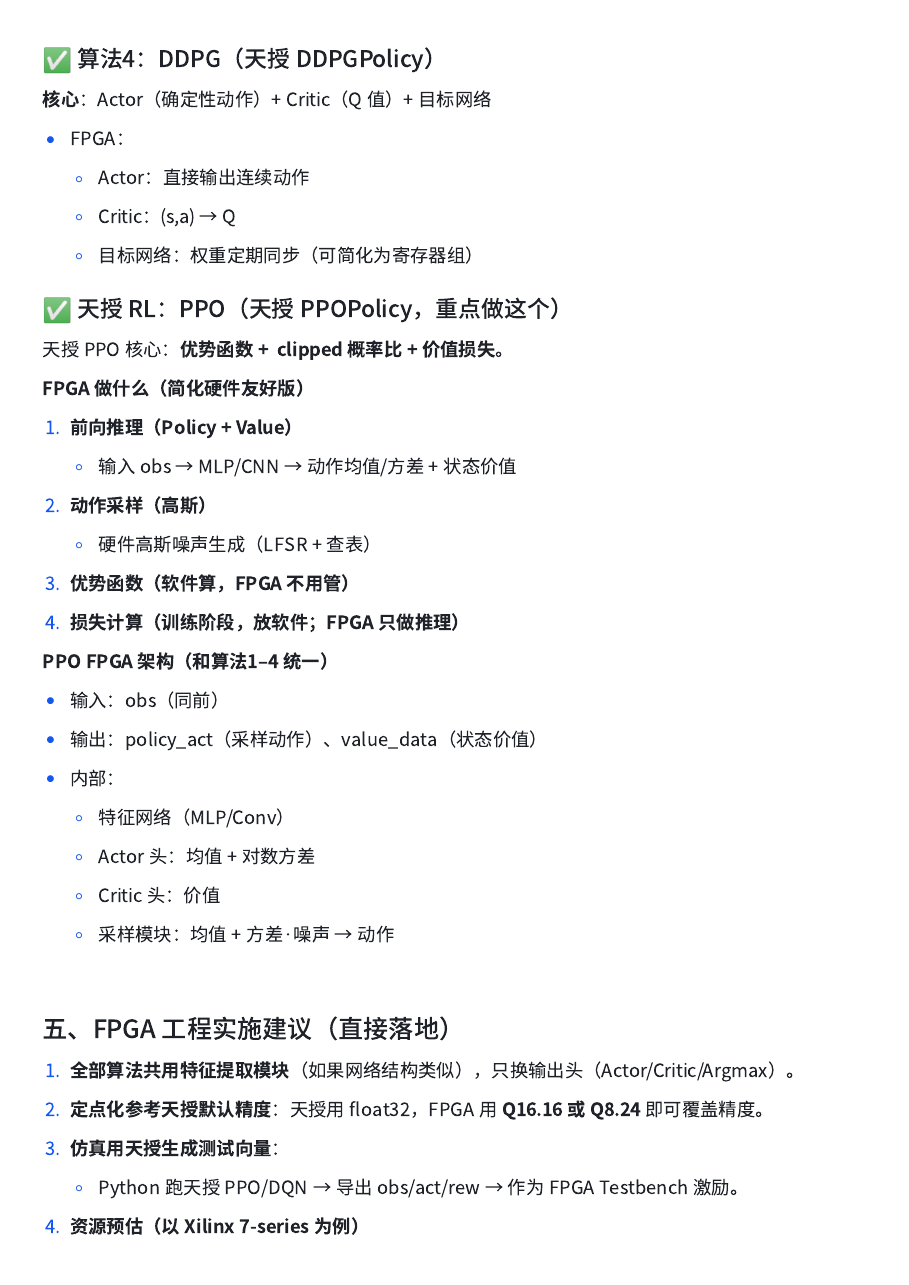 ✅ 算法4：DDPG（天授 DDPGPolicy）
核心：Actor（确定性动作）+ Critic（Q 值）+ 目标网络
• FPGA：
◦ Actor：直接输出连续动作
◦ Critic：(s,a) → Q
◦ 目标网络：权重定期同步（可简化为寄存器组）
✅ 天授 RL：PPO（天授 PPOPolicy，重点做这个）
天授 PPO 核心：优势函数 + clipped 概率比 + 价值损失。
FPGA 做什么（简化硬件友好版）
1. 前向推理（Policy + Value）
◦ 输入 obs → MLP/CNN → 动作均值/方差 + 状态价值
2. 动作采样（高斯）
◦ 硬件高斯噪声生成（LFSR + 查表）
3. 优势函数（软件算，FPGA 不用管）
4. 损失计算（训练阶段，放软件；FPGA 只做推理）
PPO FPGA 架构（和算法1–4 统一）
• 输入：obs（同前）
• 输出：policy_act（采样动作）、value_data（状态价值）
• 内部：
◦ 特征网络（MLP/Conv）
◦ Actor 头：均值 + 对数方差
◦ Critic 头：价值
◦ 采样模块：均值 + 方差·噪声 → 动作
五、FPGA 工程实施建议（直接落地）
1. 全部算法共用特征提取模块（如果网络结构类似），只换输出头（Actor/Critic/Argmax）。
2. 定点化参考天授默认精度：天授用 float32，FPGA 用 Q16.16 或 Q8.24 即可覆盖精度。
3. 仿真用天授生成测试向量：
◦ Python 跑天授 PPO/DQN → 导出 obs/act/rew → 作为 FPGA Testbench 激励。
4. 资源预估（以 Xilinx 7-series 为例）